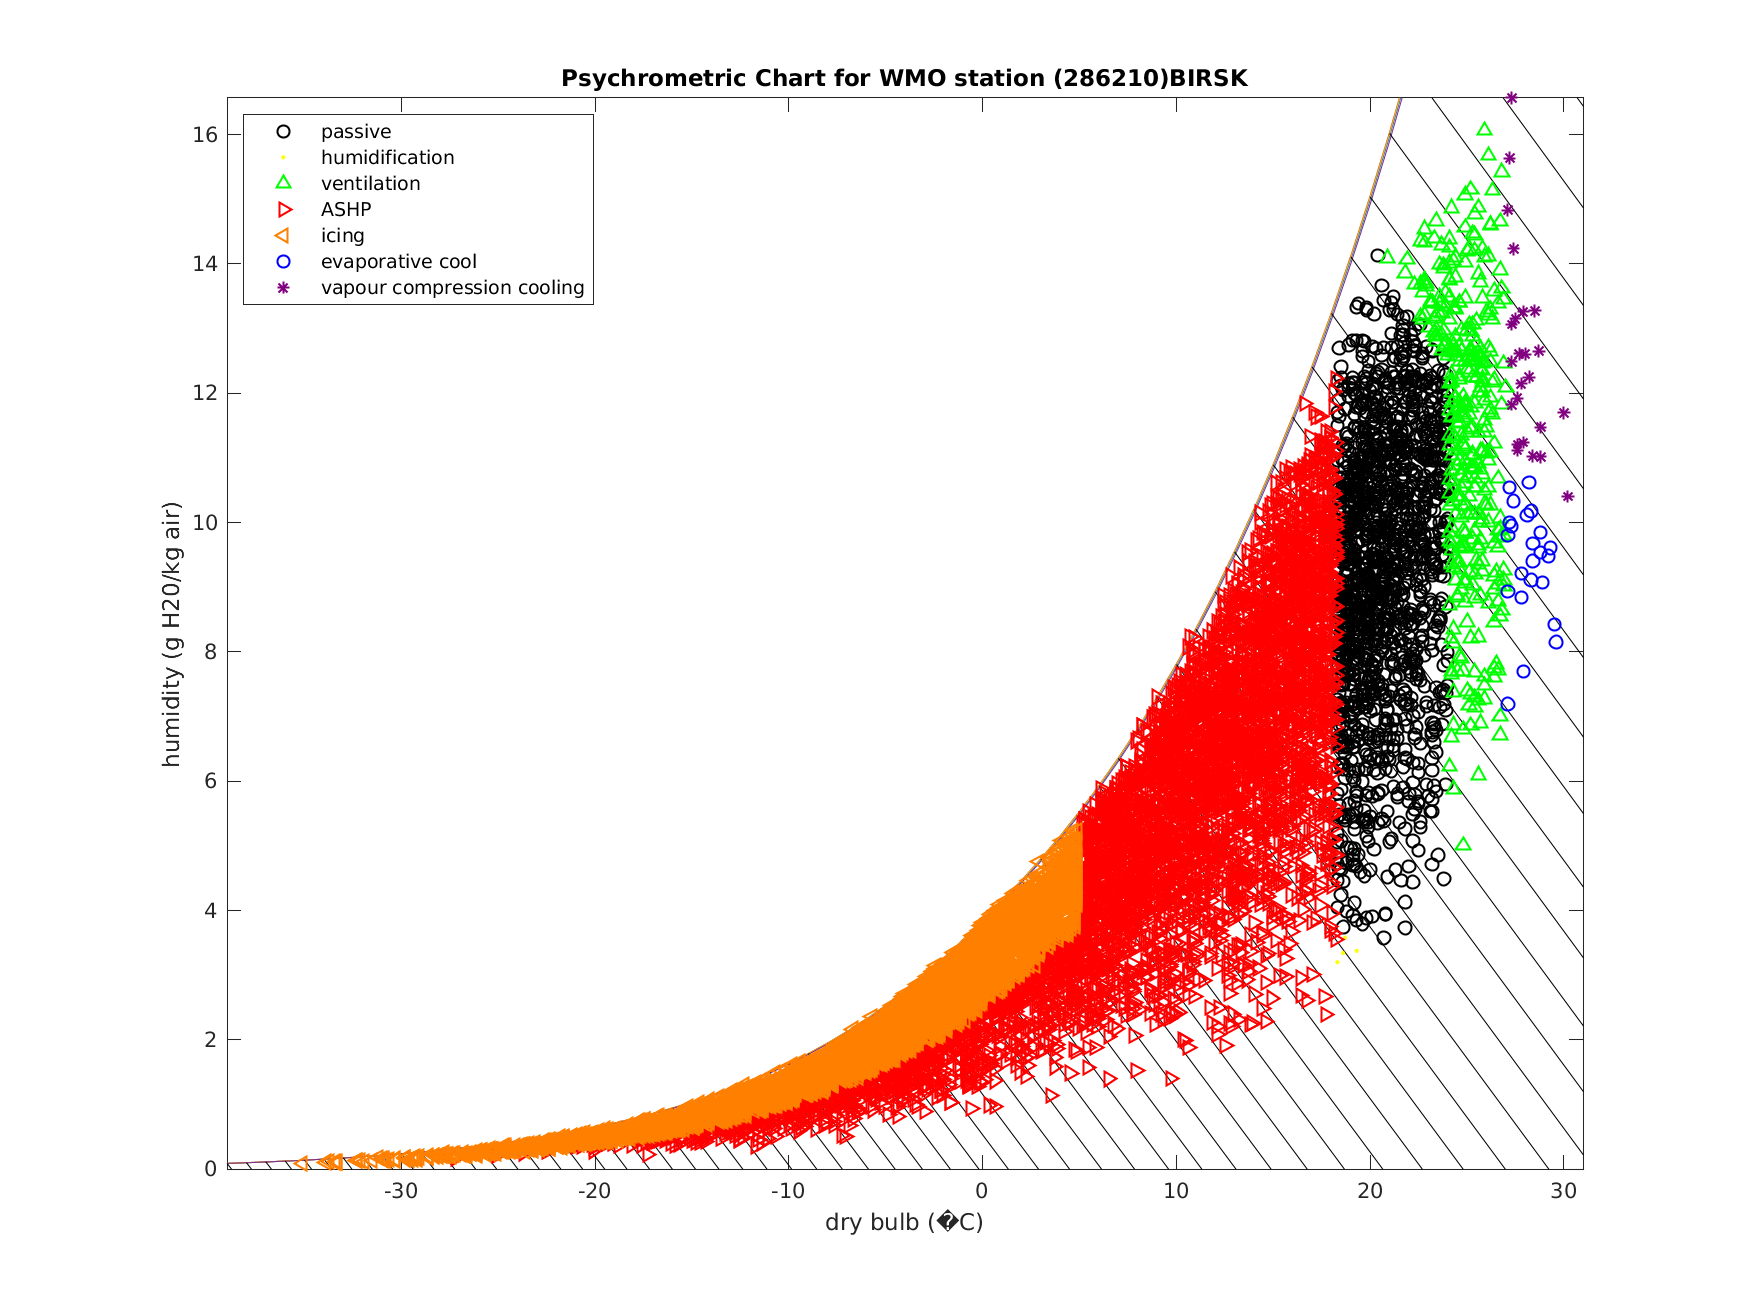 Psychrometric Chart for WMO station (286210)BIRSK
passive
humidification
ventilation
ASHP
icing
evaporative cool
vapour compression cooling
humidity (g H20/kg air)
16
14
12
10
8
6
4
2
0
-30 -20 -10 0 10 20 30
dry bulb (�C)